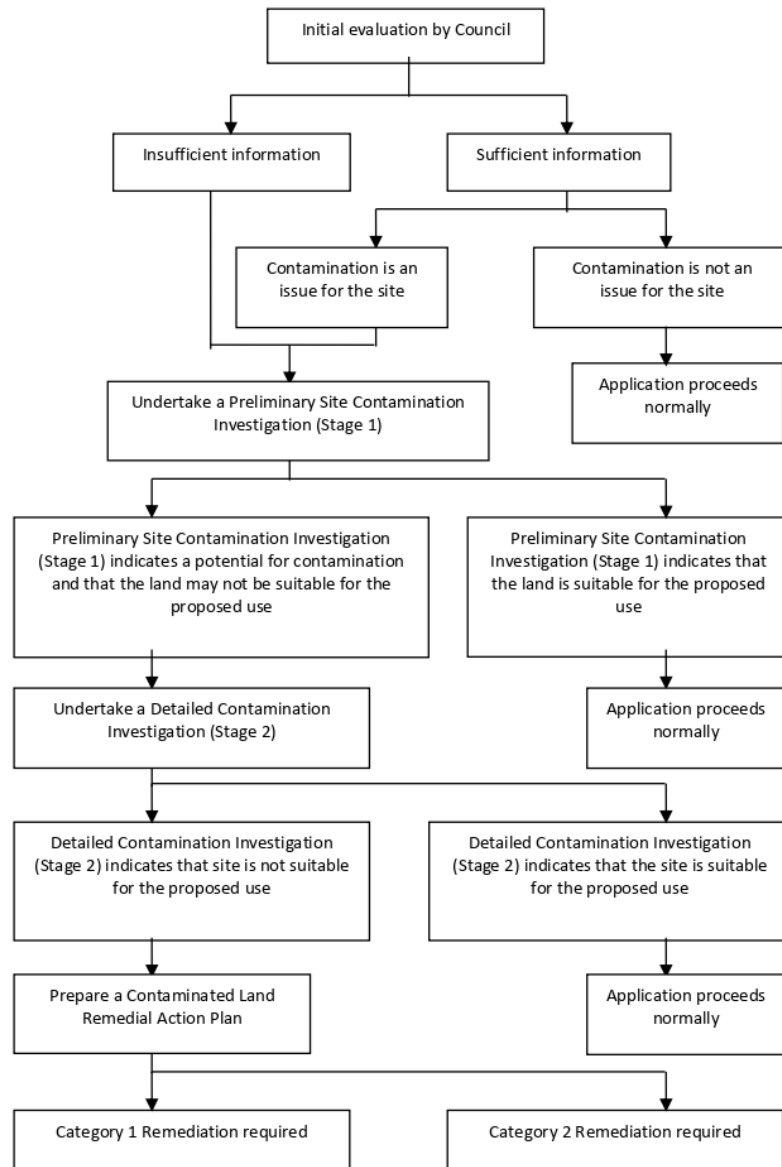 Initial evaluation by Council
Insufficient information
Sufficient information
Contamination is an
issue for the site
Contamination is not an
issue for the site
Application proceeds
normally
Undertake a Preliminary Site Contamination
Investigation (Stage 1)
Preliminary Site Contamination Investigation
(Stage 1) indicates a potential for contamination
and that the land may not be suitable for the
proposed use
Preliminary Site Contamination
Investigation (Stage 1) indicates that
the land is suitable for the proposed
use
Undertake a Detailed Contamination
Investigation (Stage 2)
Application proceeds
normally
Detailed Contamination Investigation
(Stage 2) indicates that site is not suitable
for the proposed use
Detailed Contamination Investigation
(Stage 2) indicates that the site is suitable
for the proposed use
Prepare a Contaminated Land
Remedial Action Plan
Application proceeds
normally
Category 1 Remediation required
Category 2 Remediation required